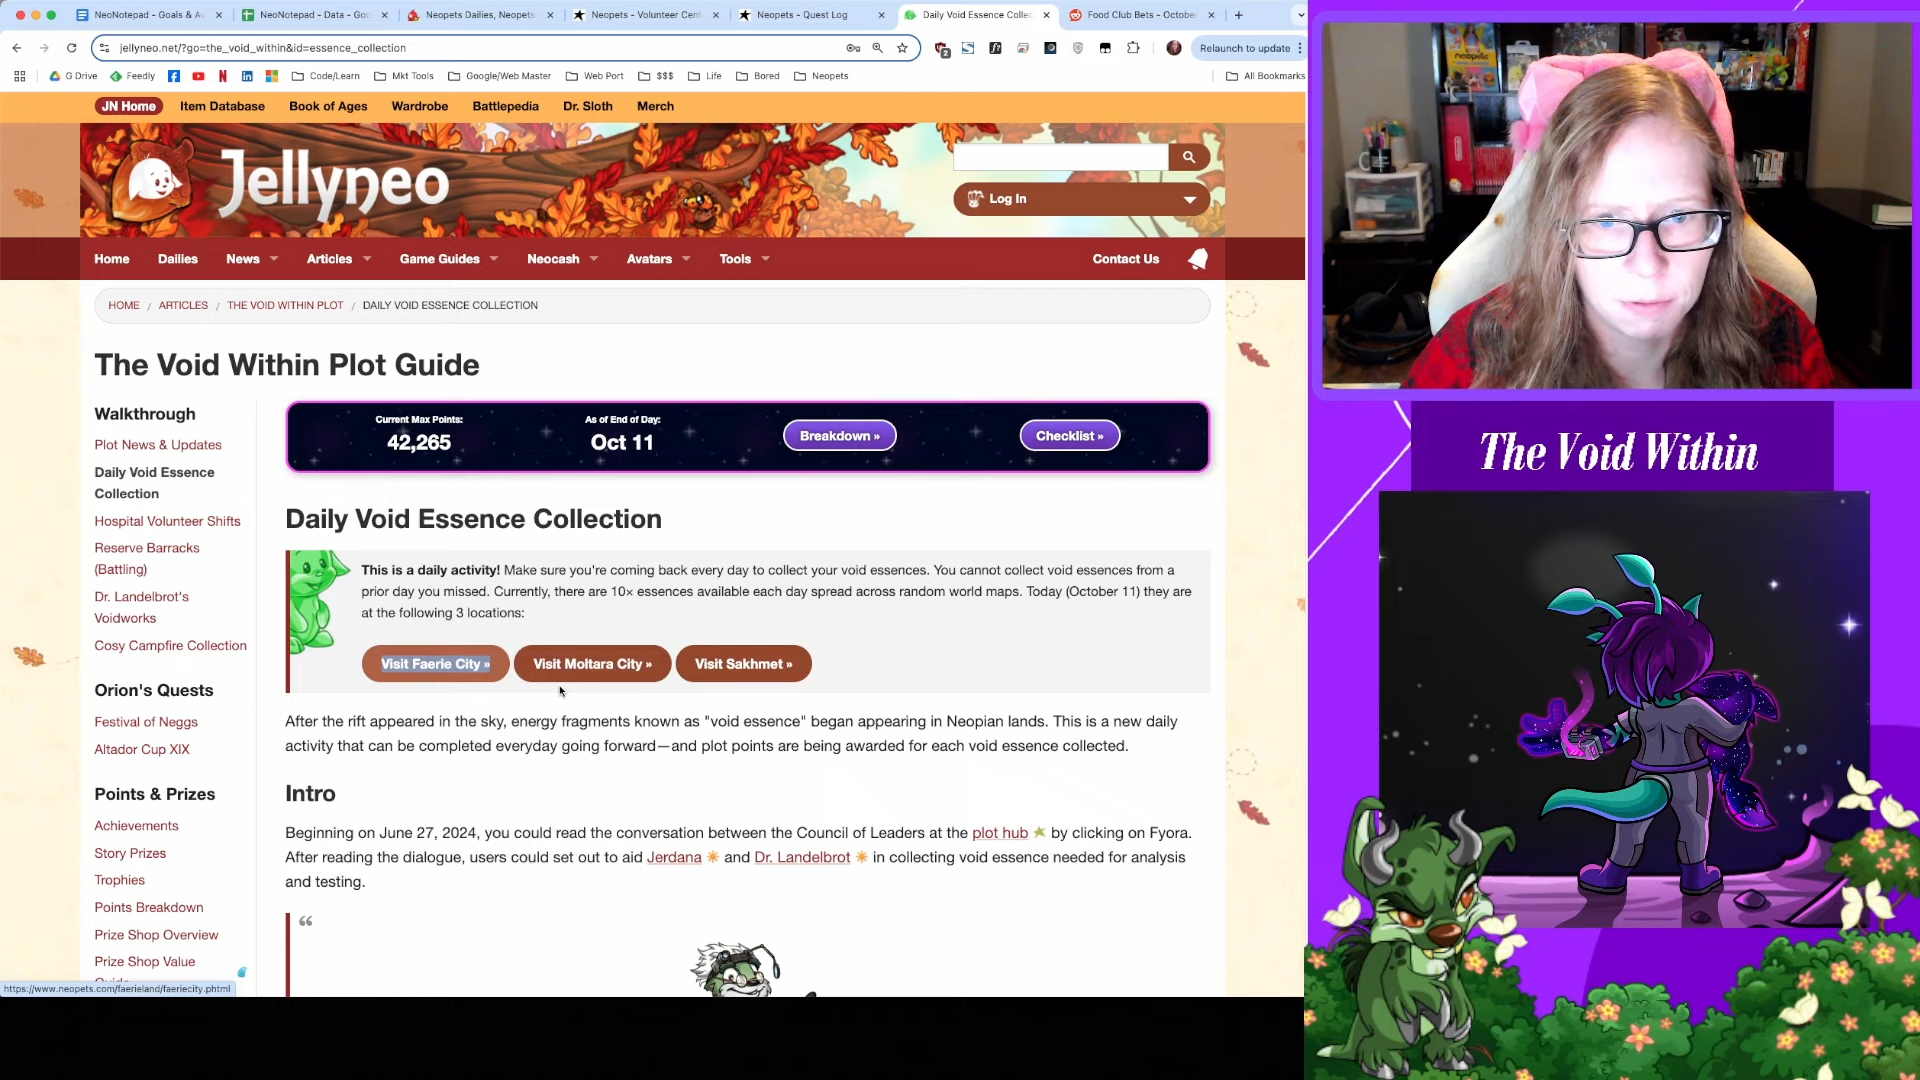 NeoNotepad - Goals & Av
NeoNotepad - Data - Goo
Neopets Dailies, Neopets
Neopets - Volunteer Cent
Neopets - Quest Log
Daily Void Essence Collec
Food Club Bets - October
jellyneo.net/?go=the_void_within&id=essence_collection
2
Relaunch to update
G Drive
Feedly
Code/Learn
Mkt Tools
Google/Web Master
Web Port
$$$
Life
Bored
Neopets
All Bookmarks
JN Home
Item Database
Book of Ages
Wardrobe
Battlepedia
Dr. Sloth
Merch
Jellyneo
Log In
Home
Dailies
News
Articles
Game Guides
Neocash
Avatars
Tools
Contact Us
HOME / ARTICLES / THE VOID WITHIN PLOT / DAILY VOID ESSENCE COLLECTION
The Void Within Plot Guide
Walkthrough
Plot News & Updates
Daily Void Essence
Collection
Hospital Volunteer Shifts
Reserve Barracks
(Battling)
Dr. Landelbrot's
Voidworks
Cosy Campfire Collection
Orion's Quests
Festival of Neggs
Altador Cup XIX
Points & Prizes
Achievements
Story Prizes
Trophies
Points Breakdown
Prize Shop Overview
Prize Shop Value
https://www.neopets.com/faerieland/faeriecity.phtml
Current Max Points:
42,265
As of End of Day:
Oct 11
Breakdown »
Checklist »
Daily Void Essence Collection
This is a daily activity! Make sure you're coming back every day to collect your void essences. You cannot collect void essences from a
prior day you missed. Currently, there are 10× essences available each day spread across random world maps. Today (October 11) they are
at the following 3 locations:
Visit Faerie City »
Visit Moltara City »
Visit Sakhmet »
After the rift appeared in the sky, energy fragments known as "void essence" began appearing in Neopian lands. This is a new daily
activity that can be completed everyday going forward—and plot points are being awarded for each void essence collected.
Intro
Beginning on June 27, 2024, you could read the conversation between the Council of Leaders at the plot hub by clicking on Fyora.
After reading the dialogue, users could set out to aid Jerdana and Dr. Landelbrot in collecting void essence needed for analysis
and testing.
“
The Void Within